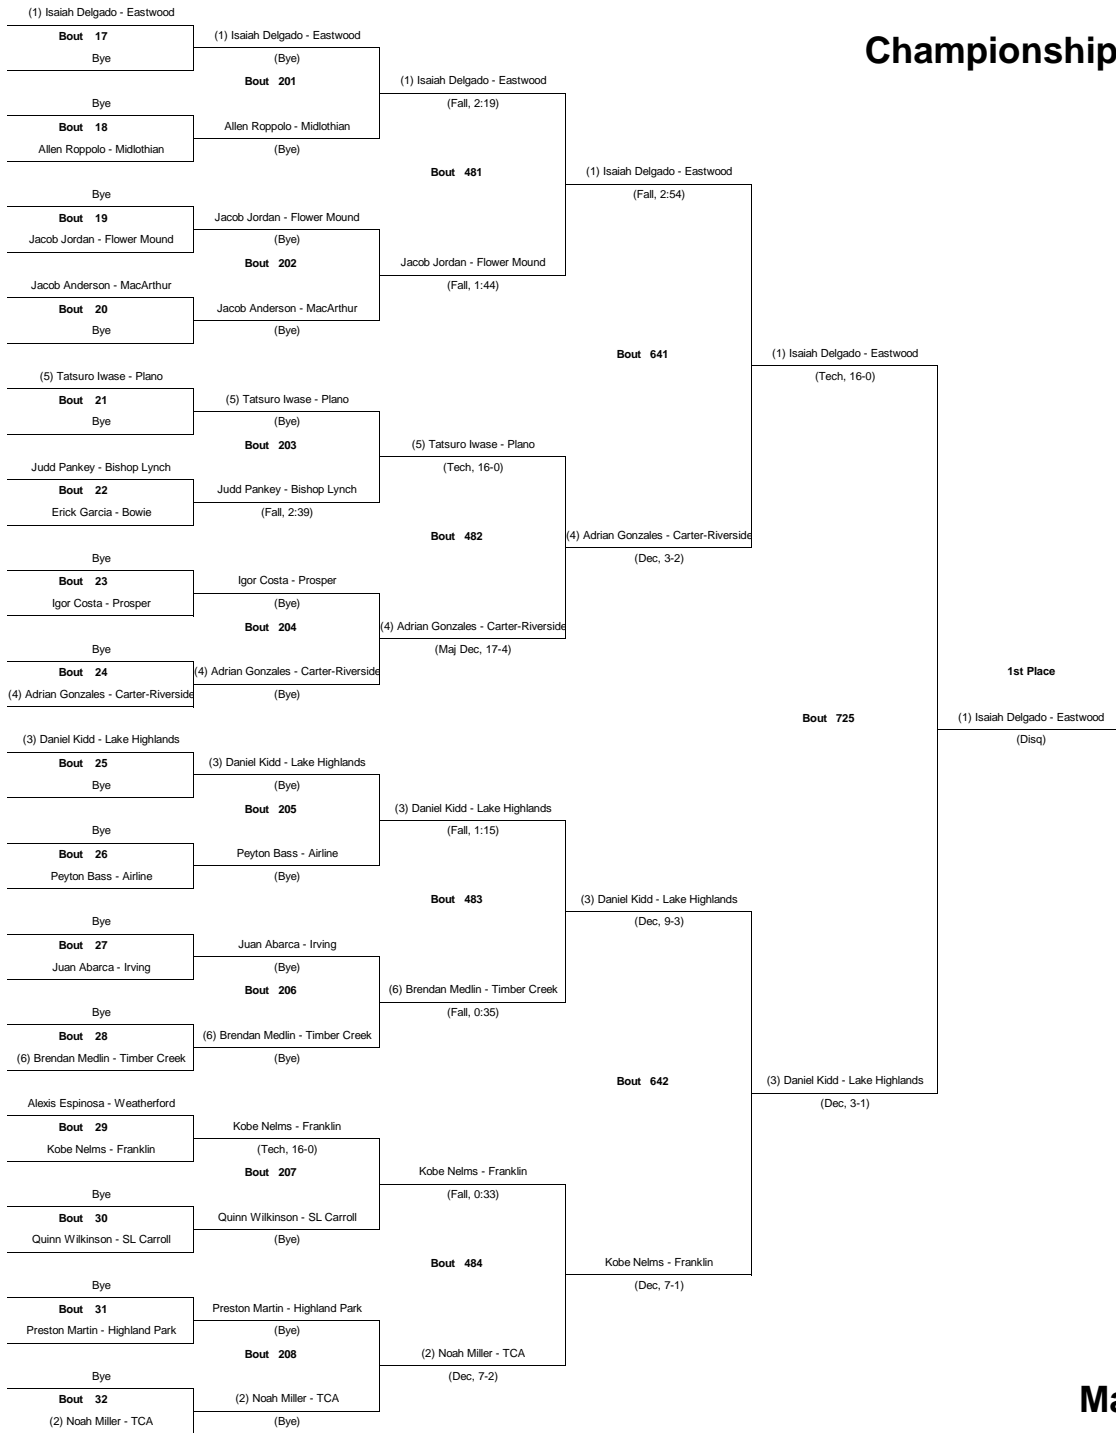 Championship
(1) Isaiah Delgado - Eastwood
Bout 17
Bye
Bye
Bout 18
Allen Roppolo - Midlothian
Bye
Bout 19
Jacob Jordan - Flower Mound
Jacob Anderson - MacArthur
Bout 20
Bye
(5) Tatsuro Iwase - Plano
Bout 21
Bye
Judd Pankey - Bishop Lynch
Bout 22
Erick Garcia - Bowie
Bye
Bout 23
Igor Costa - Prosper
Bye
Bout 24
(4) Adrian Gonzales - Carter-Riverside
(3) Daniel Kidd - Lake Highlands
Bout 25
Bye
Bye
Bout 26
Peyton Bass - Airline
Bye
Bout 27
Juan Abarca - Irving
Bye
Bout 28
(6) Brendan Medlin - Timber Creek
Alexis Espinosa - Weatherford
Bout 29
Kobe Nelms - Franklin
Bye
Bout 30
Quinn Wilkinson - SL Carroll
Bye
Bout 31
Preston Martin - Highland Park
Bye
Bout 32
(2) Noah Miller - TCA
(1) Isaiah Delgado - Eastwood
(Bye)
Bout 201
Allen Roppolo - Midlothian
(Bye)
Jacob Jordan - Flower Mound
(Bye)
Bout 202
Jacob Anderson - MacArthur
(Bye)
(5) Tatsuro Iwase - Plano
(Bye)
Bout 203
Judd Pankey - Bishop Lynch
(Fall, 2:39)
Igor Costa - Prosper
(Bye)
Bout 204
(4) Adrian Gonzales - Carter-Riverside
(Bye)
(3) Daniel Kidd - Lake Highlands
(Bye)
Bout 205
Peyton Bass - Airline
(Bye)
Juan Abarca - Irving
(Bye)
Bout 206
(6) Brendan Medlin - Timber Creek
(Bye)
Kobe Nelms - Franklin
(Tech, 16-0)
Bout 207
Quinn Wilkinson - SL Carroll
(Bye)
Preston Martin - Highland Park
(Bye)
Bout 208
(2) Noah Miller - TCA
(Bye)
(1) Isaiah Delgado - Eastwood
(Fall, 2:19)
Bout 481
Jacob Jordan - Flower Mound
(Fall, 1:44)
(5) Tatsuro Iwase - Plano
(Tech, 16-0)
Bout 482
(4) Adrian Gonzales - Carter-Riverside
(Maj Dec, 17-4)
(3) Daniel Kidd - Lake Highlands
(Fall, 1:15)
Bout 483
(6) Brendan Medlin - Timber Creek
(Fall, 0:35)
Kobe Nelms - Franklin
(Fall, 0:33)
Bout 484
(2) Noah Miller - TCA
(Dec, 7-2)
(1) Isaiah Delgado - Eastwood
(Fall, 2:54)
Bout 641
(4) Adrian Gonzales - Carter-Riverside
(Dec, 3-2)
(3) Daniel Kidd - Lake Highlands
(Dec, 9-3)
Bout 642
Kobe Nelms - Franklin
(Dec, 7-1)
(1) Isaiah Delgado - Eastwood
(Tech, 16-0)
Bout 725
(3) Daniel Kidd - Lake Highlands
(Dec, 3-1)
1st Place
(1) Isaiah Delgado - Eastwood
(Disq)
Ma